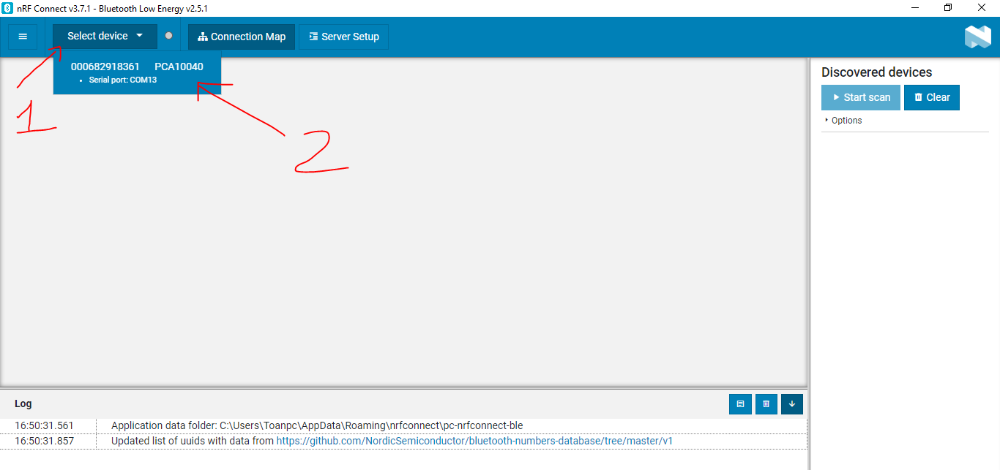 nRF Connect v3.7.1 - Bluetooth Low Energy v2.5.1
Select device
Connection Map
Server Setup
000682918361 PCA10040
Serial port: COM13
1
2
Discovered devices
Start scan
Clear
Options
Log
16:50:31.561 Application data folder: C:\Users\Toanpc\AppData\Roaming\nrfconnect\pc-nrfconnect-ble
16:50:31.857 Updated list of uuids with data from https://github.com/NordicSemiconductor/bluetooth-numbers-database/tree/master/v1